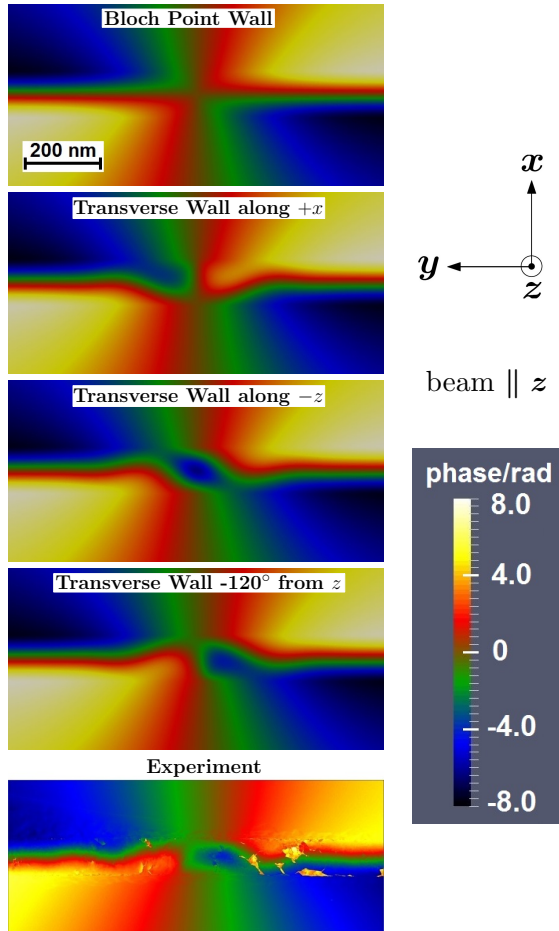 Bloch Point Wall
200 nm
Transverse Wall along +x
Transverse Wall along −z
Transverse Wall -120° from z
Experiment
x
y
z
beam ∥ z
phase/rad
8.0
4.0
0
-4.0
-8.0